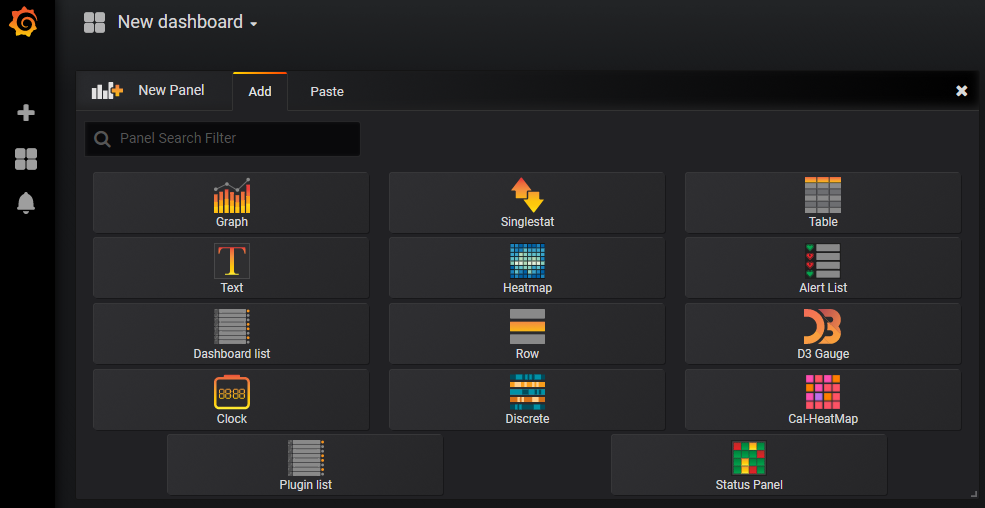 New dashboard
New Panel Add Paste
Panel Search Filter
Graph Singlestat Table
Text Heatmap Alert List
Dashboard list Row D3 Gauge
Clock Discrete Cal-HeatMap
Plugin list Status Panel